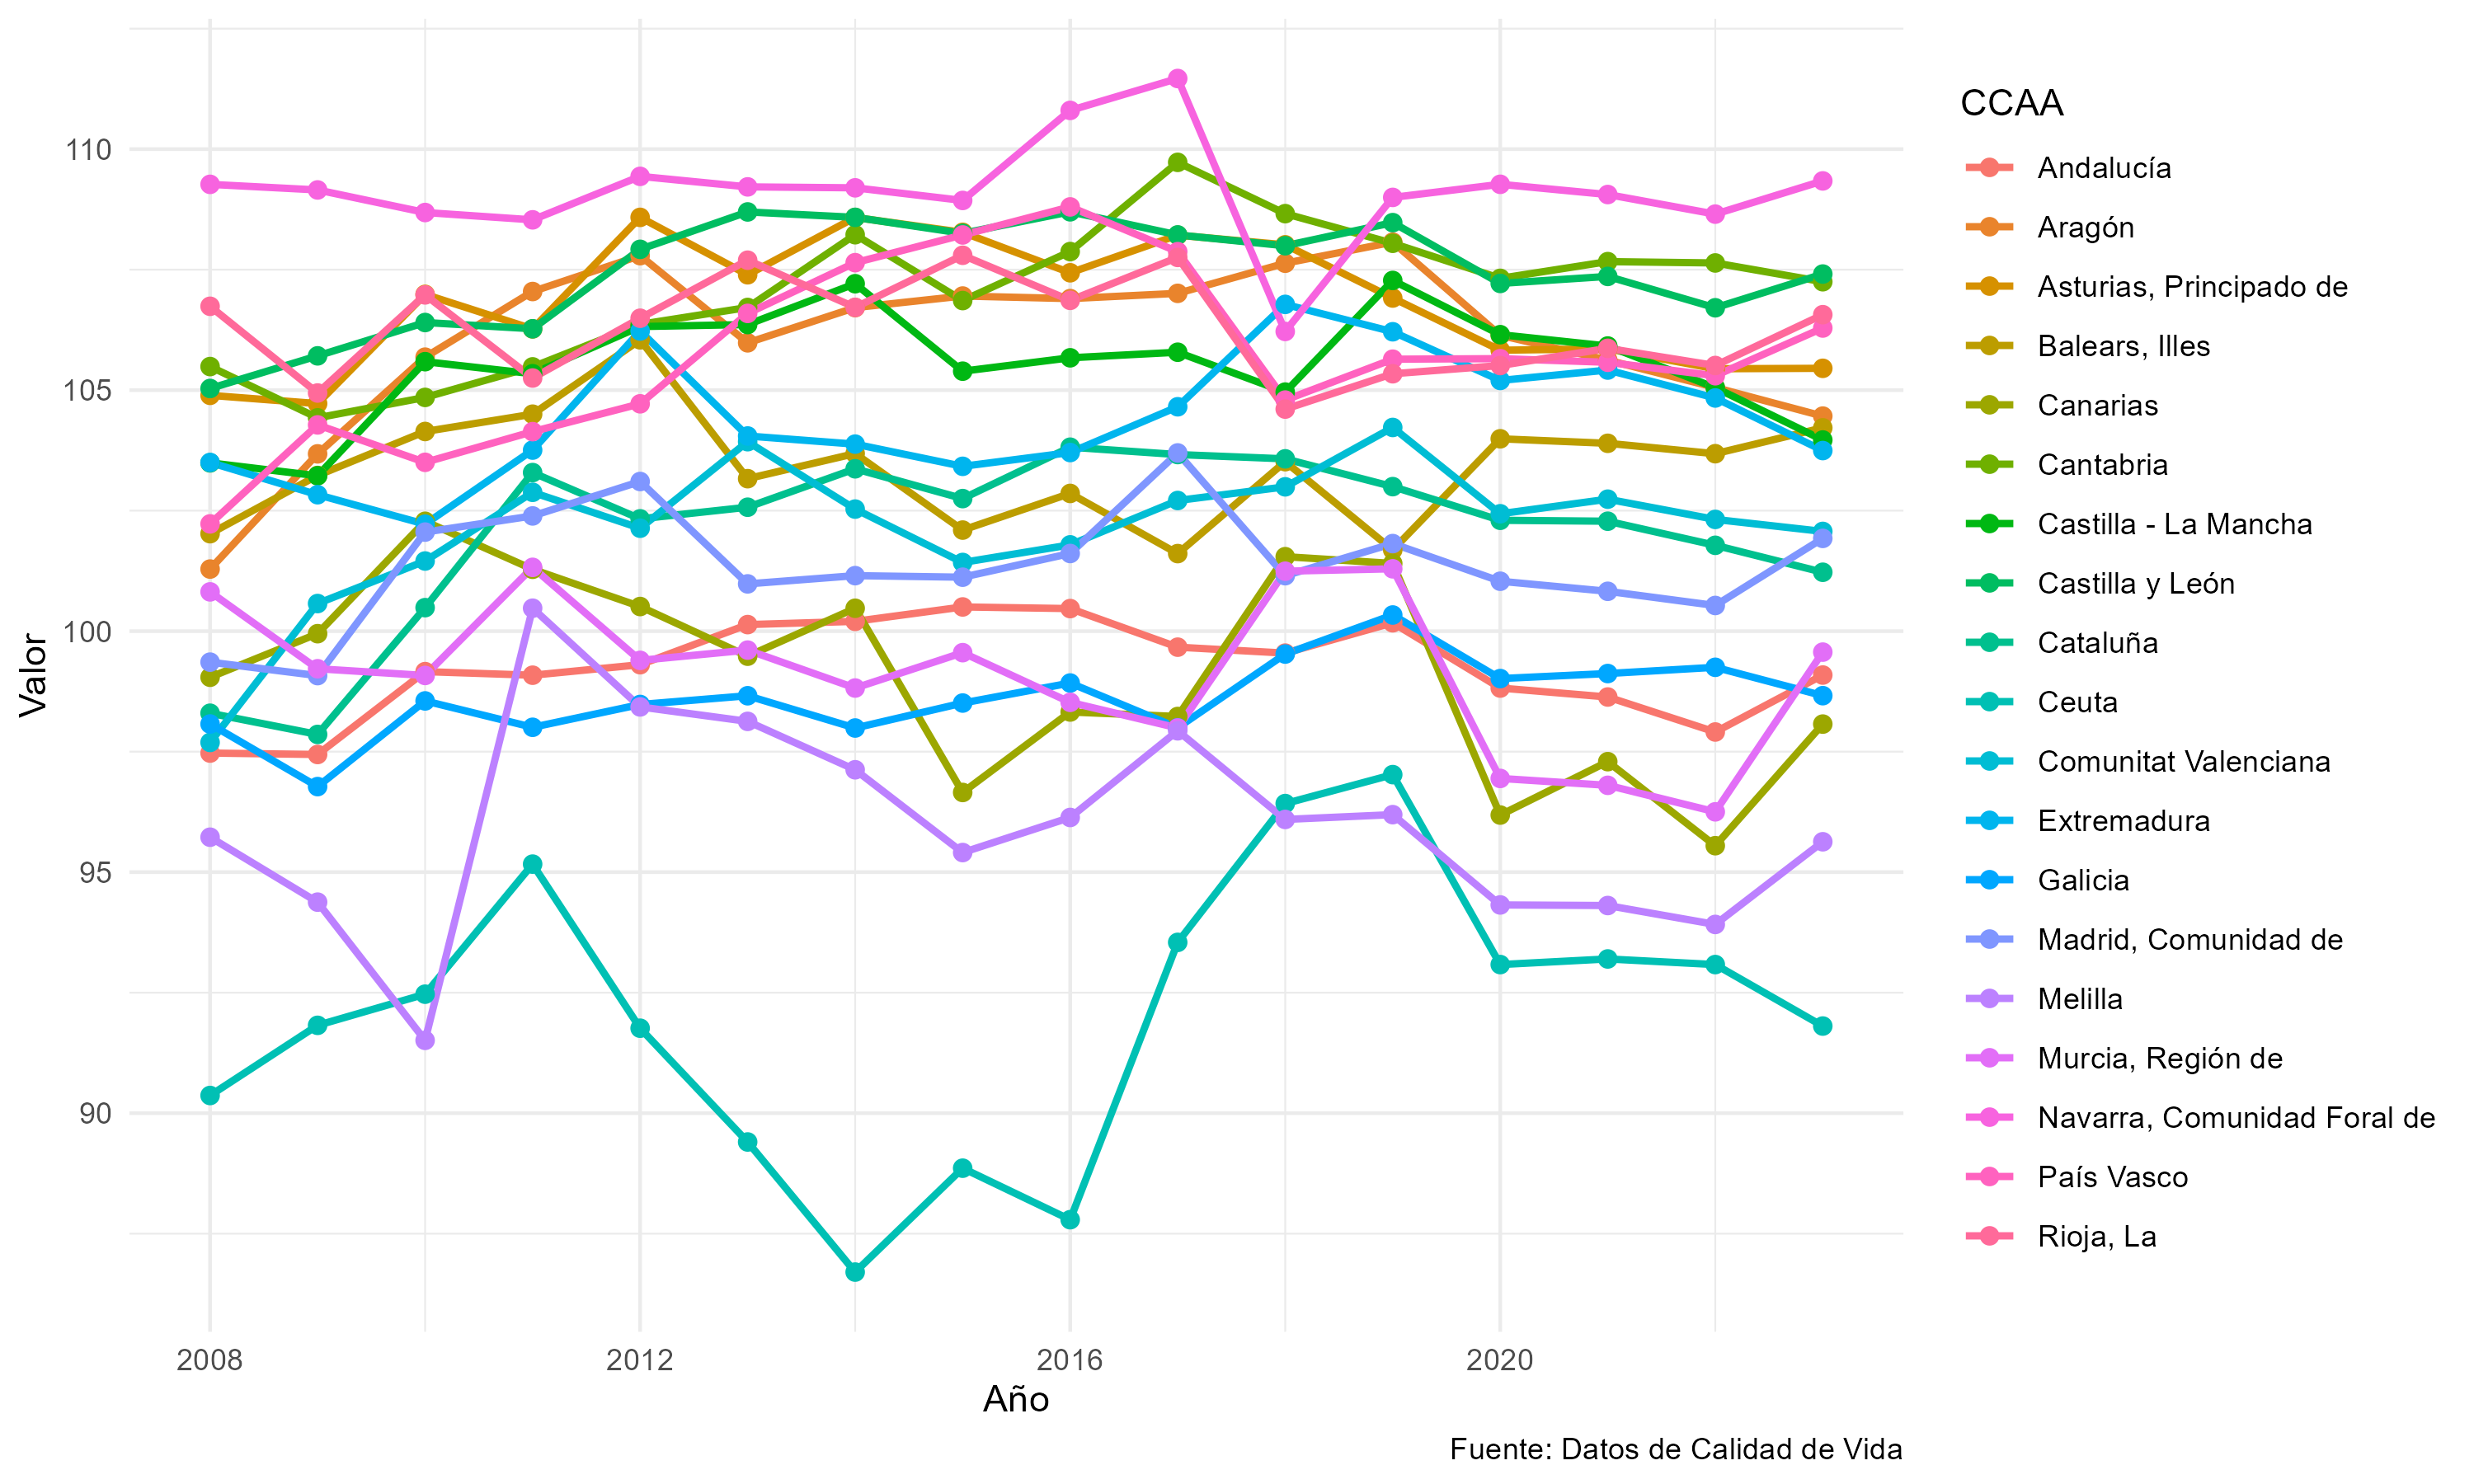 110
105
100
95
90
Valor
2008
2012
2016
2020
Año
CCAA
Andalucía
Aragón
Asturias, Principado de
Balears, Illes
Canarias
Cantabria
Castilla - La Mancha
Castilla y León
Cataluña
Ceuta
Comunitat Valenciana
Extremadura
Galicia
Madrid, Comunidad de
Melilla
Murcia, Región de
Navarra, Comunidad Foral de
País Vasco
Rioja, La
Fuente: Datos de Calidad de Vida